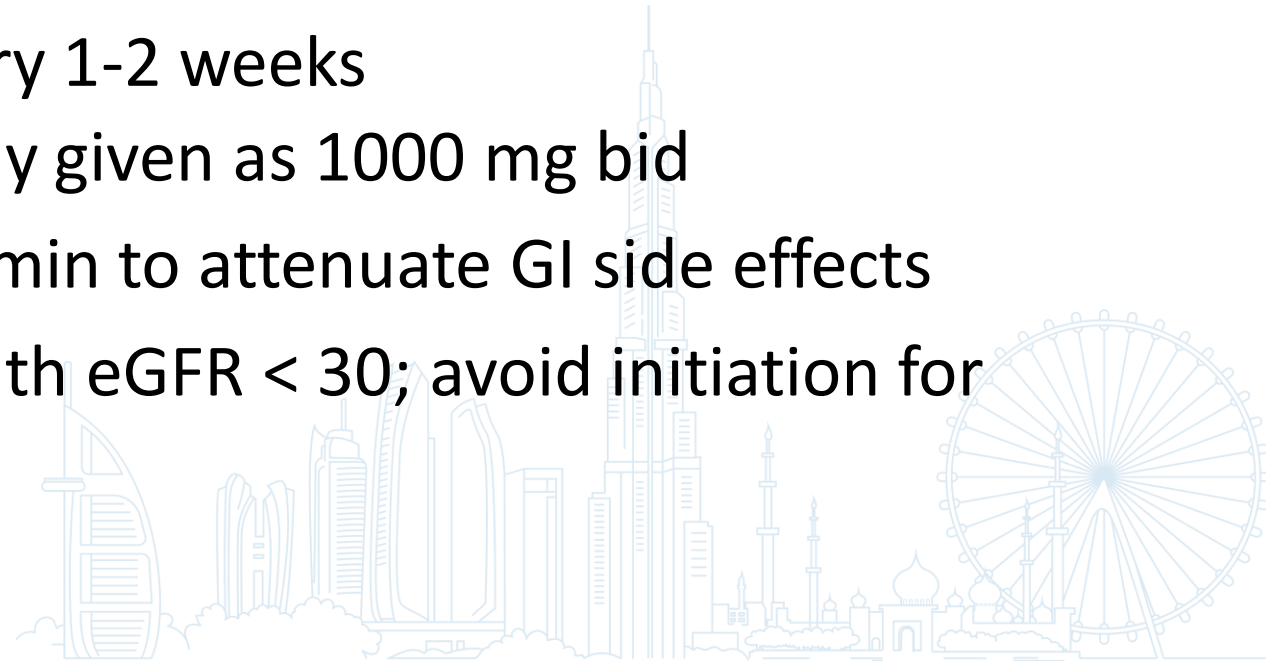 ry 1-2 weeks
y given as 1000 mg bid
min to attenuate GI side effects
th eGFR < 30; avoid initiation for